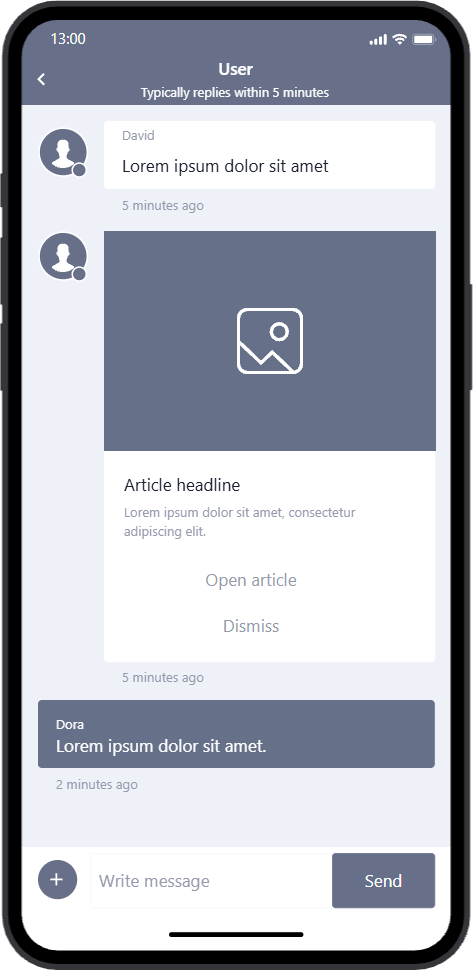 13:00
User
Typically replies within 5 minutes
David
Lorem ipsum dolor sit amet
5 minutes ago
Article headline
Lorem ipsum dolor sit amet, consectetur
adipiscing elit.
Open article
Dismiss
5 minutes ago
Dora
Lorem ipsum dolor sit amet.
2 minutes ago
Write message
Send